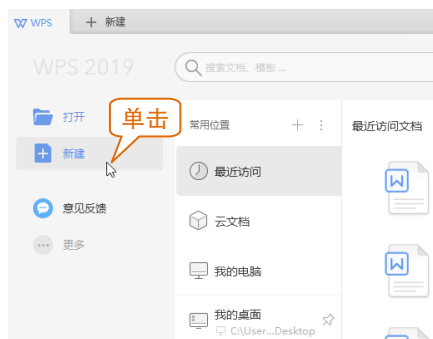 WPS
新建
WPS 2019
搜索文档、模板 ...
打开
单击
新建
意见反馈
更多
常用位置
最近访问文档
最近访问
云文档
我的电脑
我的桌面
C:\User...Desktop